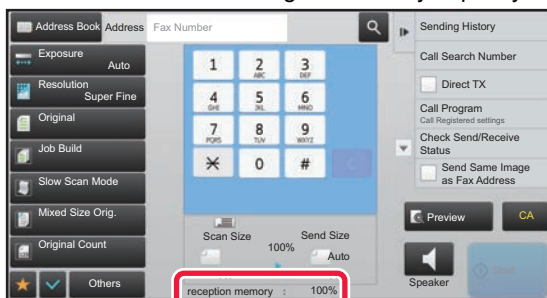 Address Book
Address
Fax Number
Exposure
Auto
Resolution
Super Fine
Original
Job Build
Slow Scan Mode
Mixed Size Orig.
Original Count
Others
1
2
ABC
3
DEF
4
GHI
5
JKL
6
MNO
7
PQRS
8
TUV
9
WXYZ
0
#
C
Scan Size
100%
Send Size
Auto
reception memory : 100%
Sending History
Call Search Number
Direct TX
Call Program
Call Registered settings
Check Send/Receive
Status
Send Same Image
as Fax Address
Preview
CA
Speaker
Start